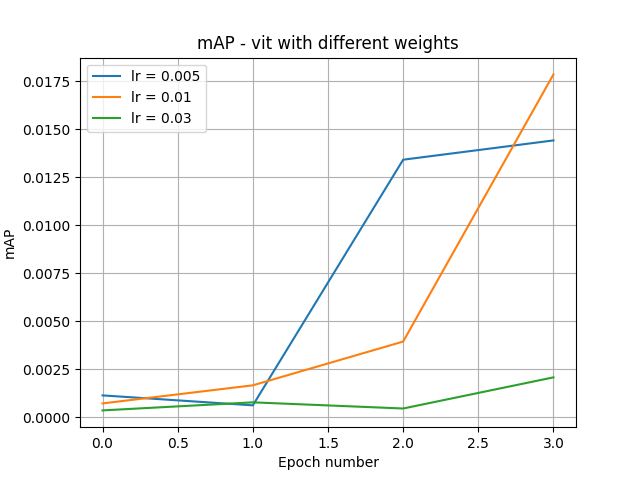 mAP - vit with different weights
lr = 0.005
lr = 0.01
lr = 0.03
0.0175
0.0150
0.0125
0.0100
0.0075
0.0050
0.0025
0.0000
mAP
0.0 0.5 1.0 1.5 2.0 2.5 3.0
Epoch number